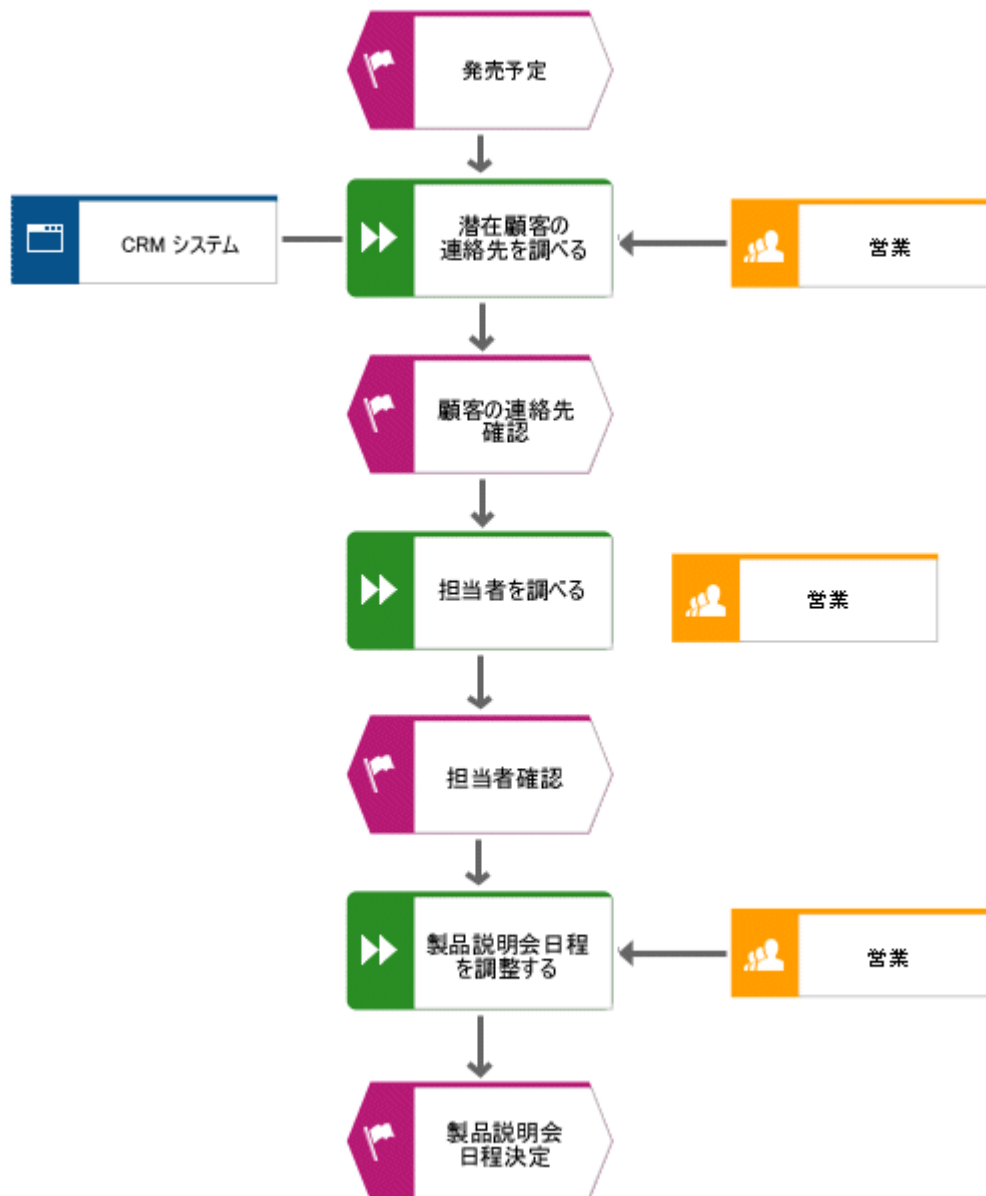 発売予定
CRM システム
潜在顧客の
連絡先を調べる
営業
顧客の連絡先
確認
担当者を調べる
営業
担当者確認
製品説明会日程
を調整する
営業
製品説明会
日程決定